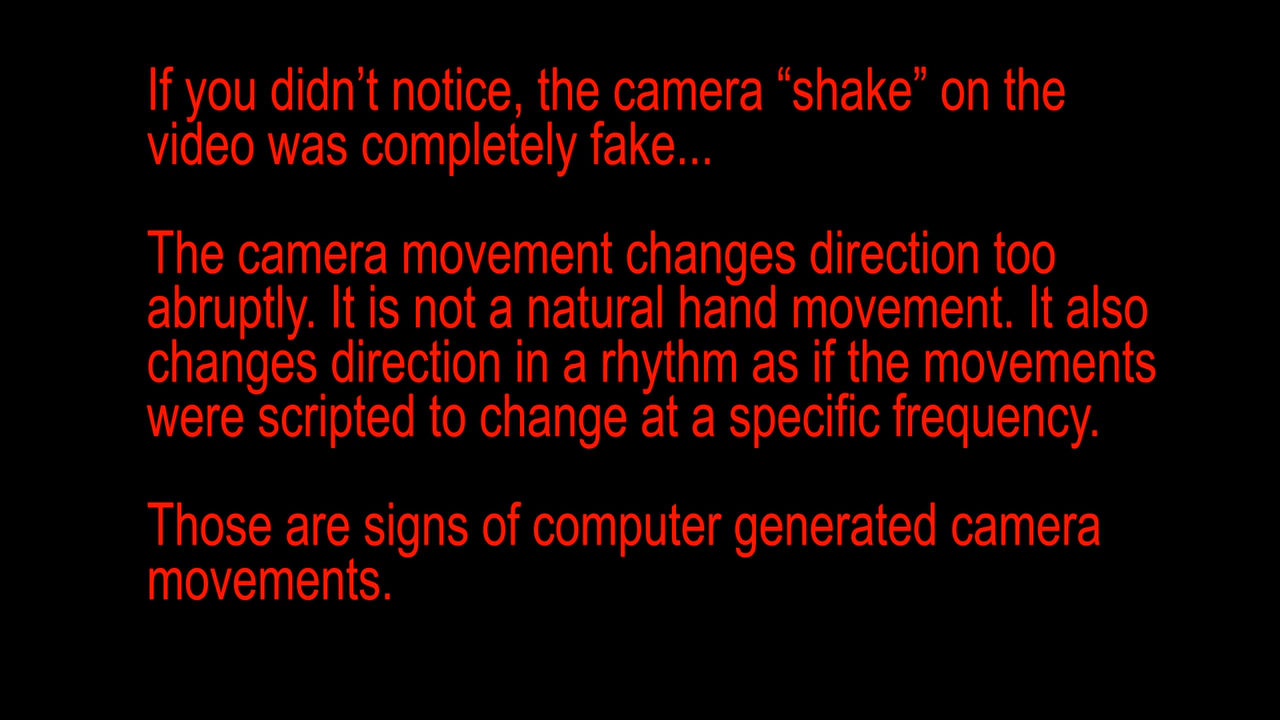 If you didn’t notice, the camera “shake” on the
video was completely fake...
The camera movement changes direction too
abruptly. It is not a natural hand movement. It also
changes direction in a rhythm as if the movements
were scripted to change at a specific frequency.
Those are signs of computer generated camera
movements.